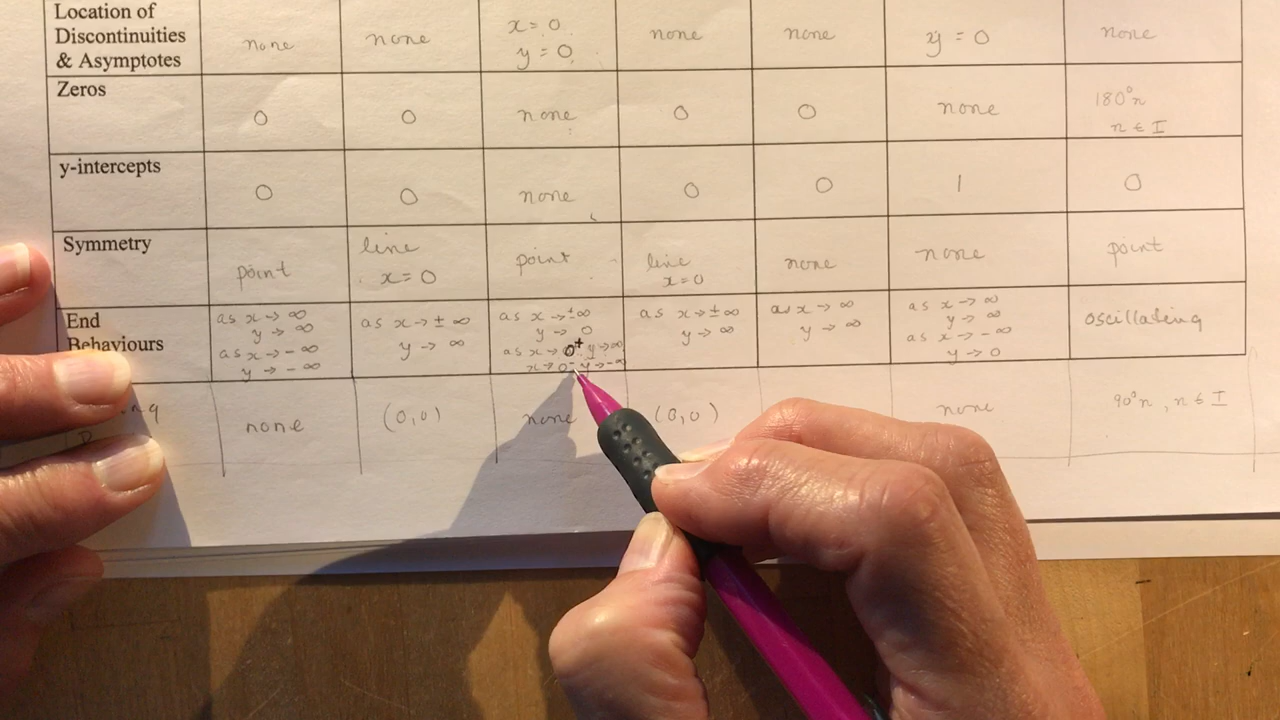 Location of
Discontinuities
& Asymptotes
none
none
x = 0
y = 0
none
none
y = 0
none
Zeros
0
0
none
0
0
none
180°n
n ∈ I
y-intercepts
0
0
none
0
0
1
0
Symmetry
point
line
x = 0
point
line
x = 0
none
none
point
End
Behaviours
as x → ∞
y → ∞
as x → -∞
y → -∞
as x → ± ∞
y → ∞
as x → ±∞
y → 0
as x → 0⁺ y → ∞
x → 0⁻ y → -∞
as x → ± ∞
y → ∞
as x → ∞
y → ∞
as x → ∞
y → ∞
as x → -∞
y → 0
oscillating
none
(0,0)
none
(0,0)
none
90°n, n ∈ I